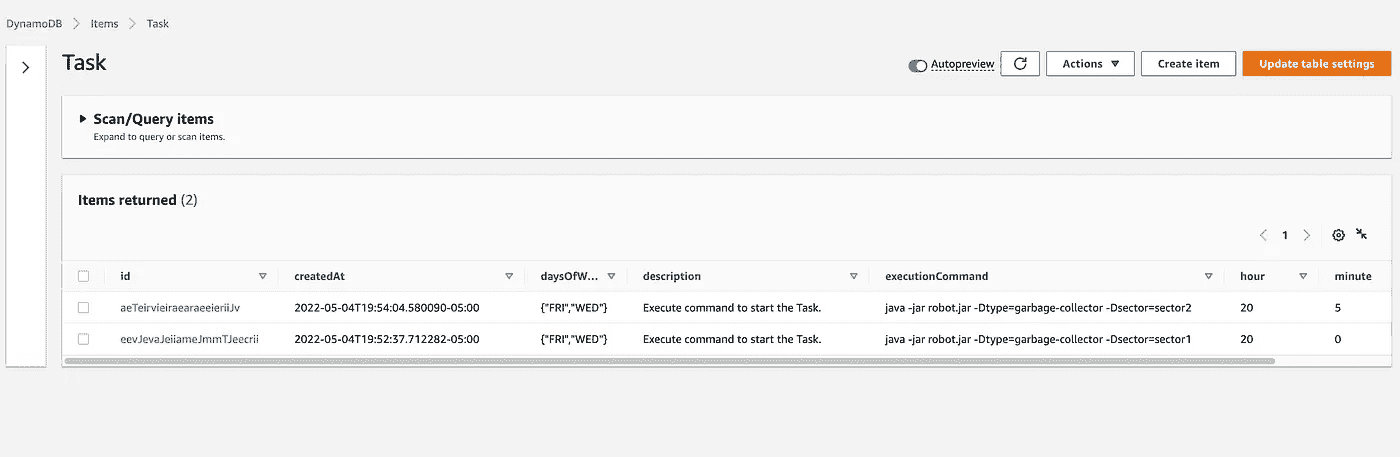 DynamoDB > Items > Task
Task
Autopreview
Actions
Create item
Update table settings
Scan/Query items
Expand to query or scan items.
Items returned (2)
1
id createdAt daysOfW... description executionCommand hour minute
aeTeirvieiraearaeeieriiJv 2022-05-04T19:54:04.580090-05:00 {"FRI","WED"} Execute command to start the Task. java -jar robot.jar -Dtype=garbage-collector -Dsector=sector2 20 5
eevJevaJeiiameJmmTJeecrii 2022-05-04T19:52:37.712282-05:00 {"FRI","WED"} Execute command to start the Task. java -jar robot.jar -Dtype=garbage-collector -Dsector=sector1 20 0